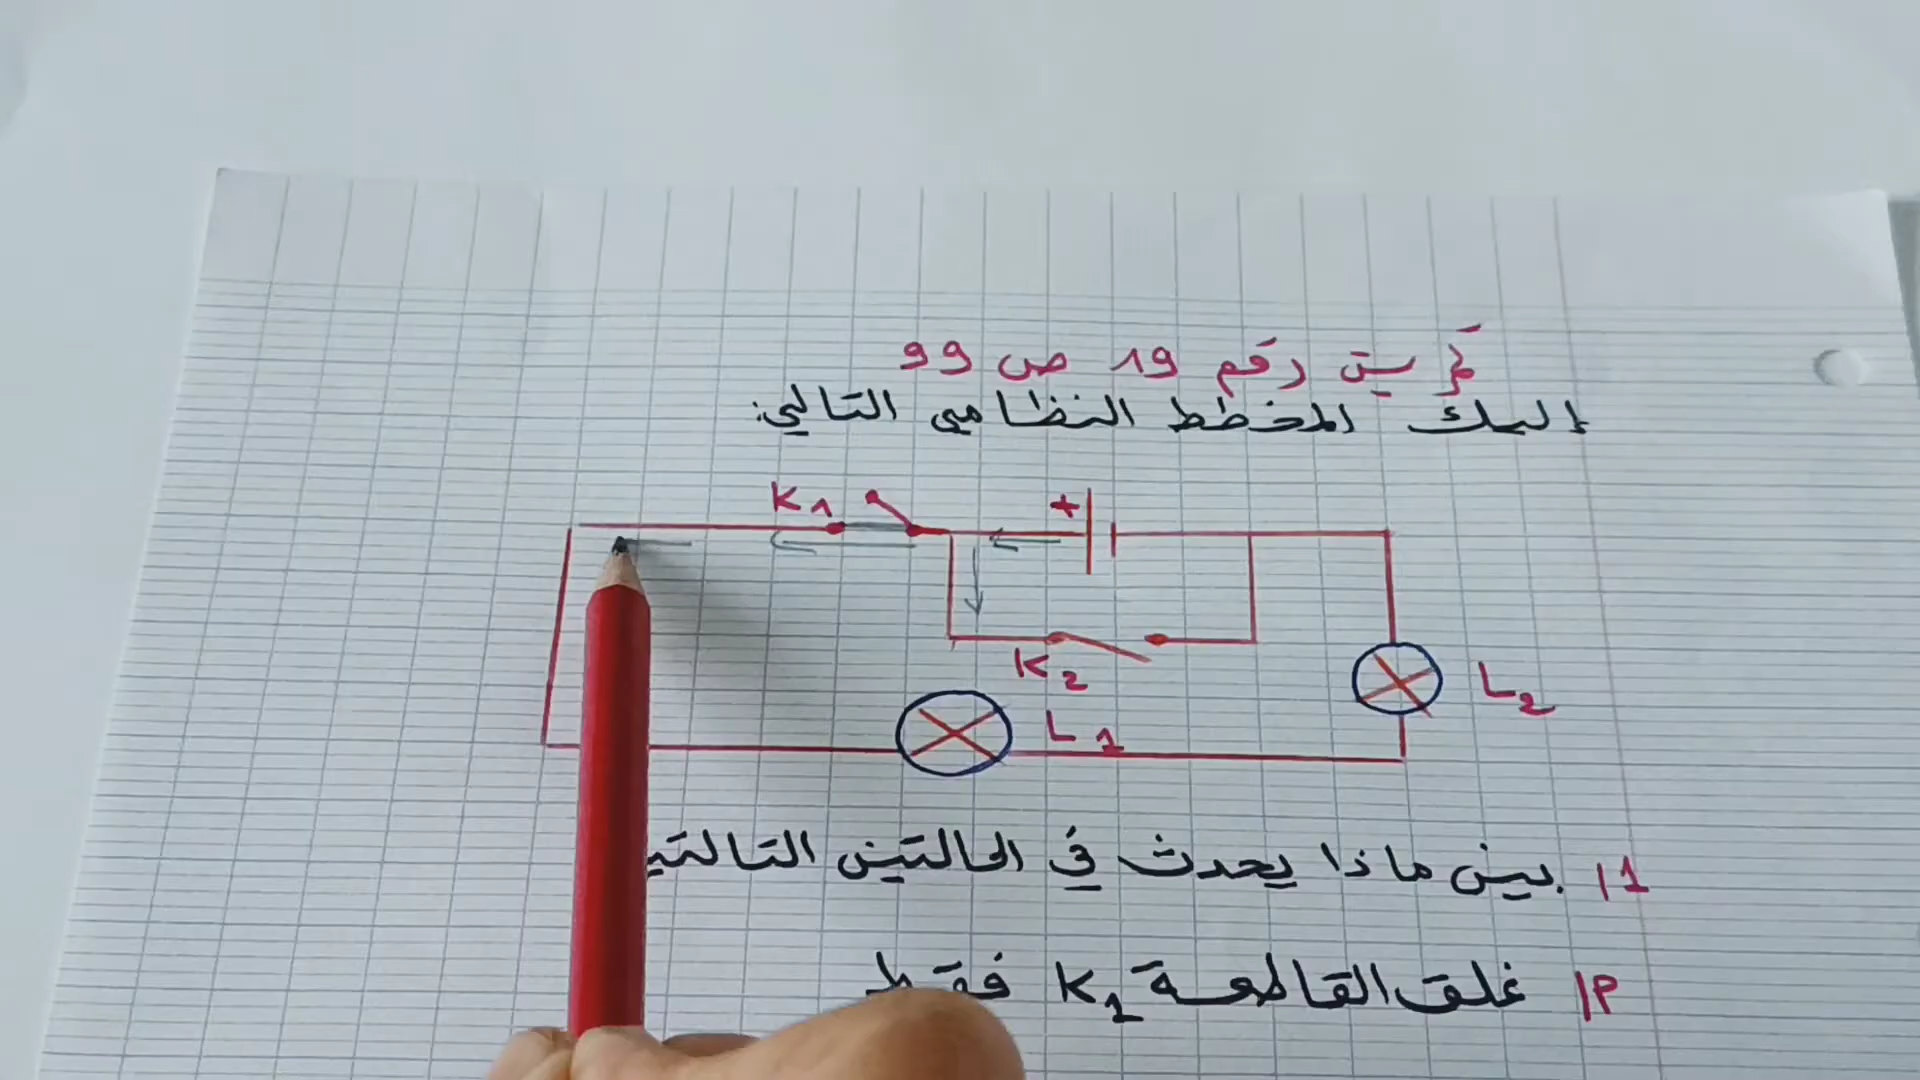 تمرين رقم 19 ص 99
إليك المخطط النظامي التالي:
K1
+
K2
L1
L2
1/ بين ماذا يحدث في الحالتين
أ/ غلق القاطعة K1 فقط